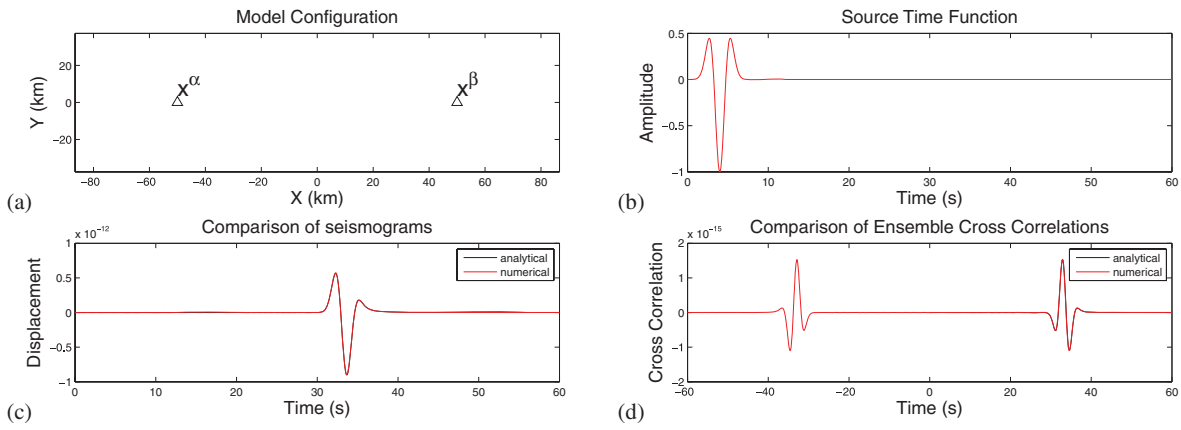 Model Configuration
Y (km)
20
0
−20
x^α
x^β
−80 −60 −40 −20 0 20 40 60 80
X (km)
(a)
Source Time Function
Amplitude
0.5
0
−0.5
−1
0 10 20 30 40 50 60
Time (s)
(b)
Comparison of seismograms
x 10^−12
Displacement
1
0.5
0
−0.5
−1
analytical
numerical
0 10 20 30 40 50 60
Time (s)
(c)
Comparison of Ensemble Cross Correlations
x 10^−15
Cross Correlation
2
1
0
−1
−2
analytical
numerical
−60 −40 −20 0 20 40 60
Time (s)
(d)